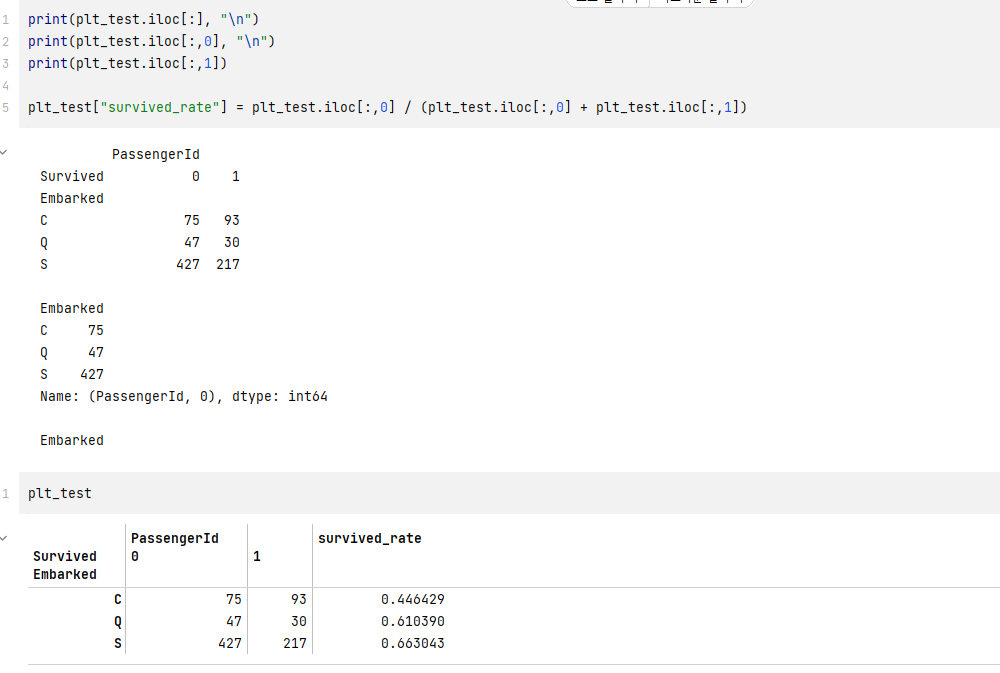 1 print(plt_test.iloc[:], "\n")
2 print(plt_test.iloc[:,0], "\n")
3 print(plt_test.iloc[:,1])
4
5 plt_test["survived_rate"] = plt_test.iloc[:,0] / (plt_test.iloc[:,0] + plt_test.iloc[:,1])
PassengerId
Survived 0 1
Embarked
C 75 93
Q 47 30
S 427 217
Embarked
C 75
Q 47
S 427
Name: (PassengerId, 0), dtype: int64
Embarked
1 plt_test
PassengerId survived_rate
Survived 0 1
Embarked
C 75 93 0.446429
Q 47 30 0.610390
S 427 217 0.663043